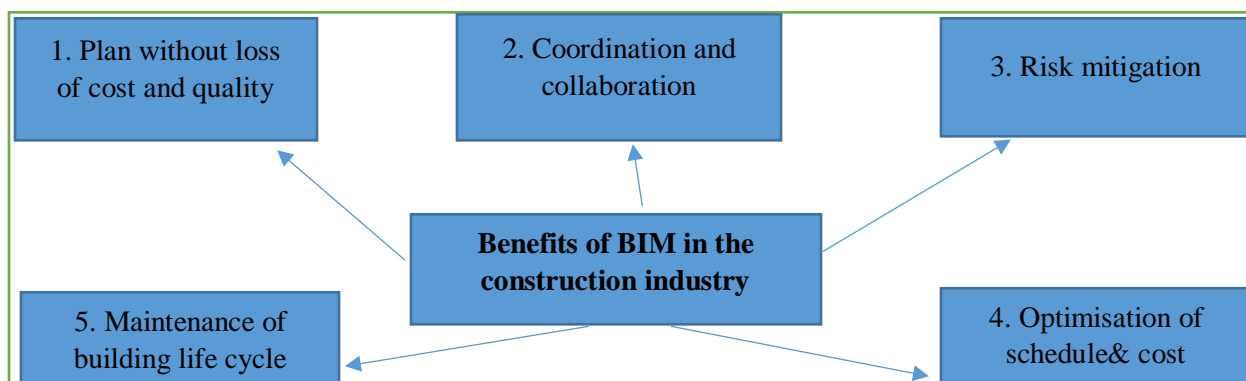 1. Plan without loss
of cost and quality
2. Coordination and
collaboration
3. Risk mitigation
Benefits of BIM in the
construction industry
5. Maintenance of
building life cycle
4. Optimisation of
schedule& cost